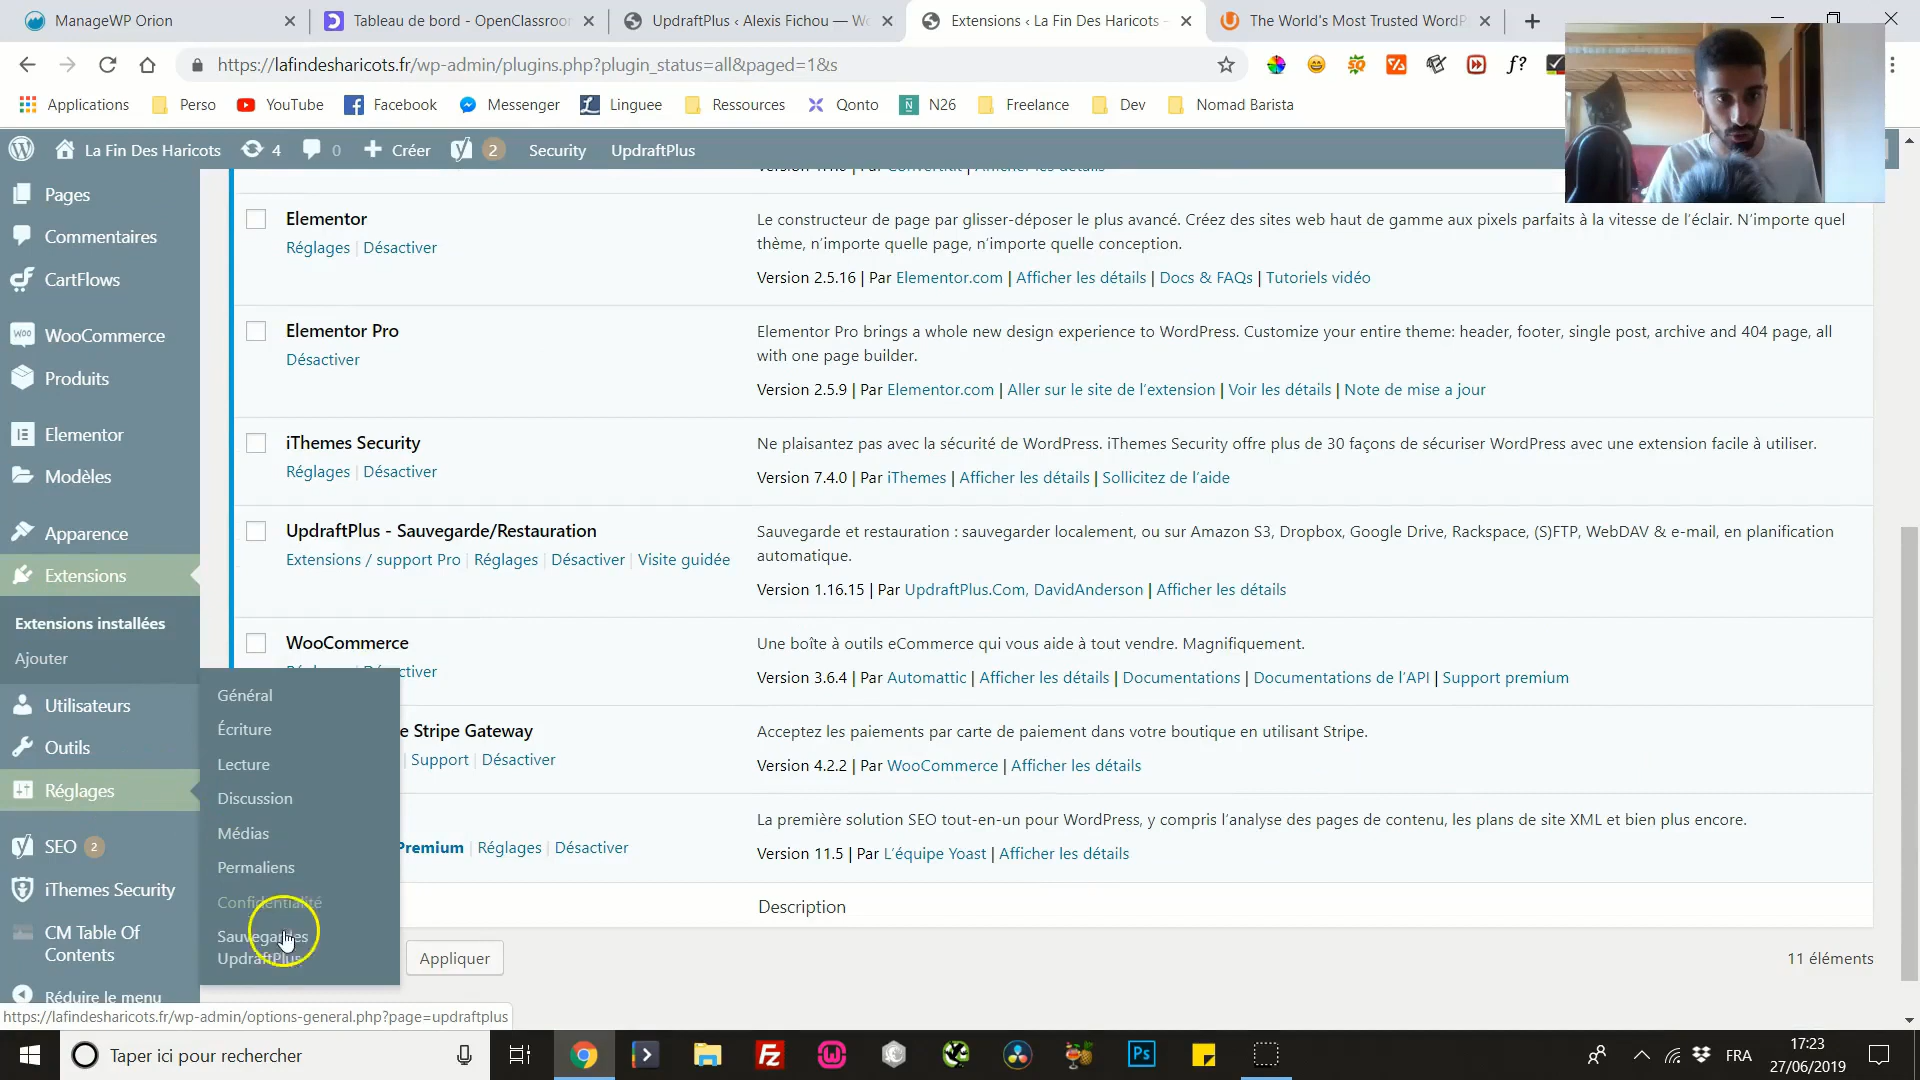 ManageWP Orion
Tableau de bord - OpenClassroo
UpdraftPlus ‹ Alexis Fichou — Wo
Extensions ‹ La Fin Des Haricots -
The World's Most Trusted WordP
https://lafindesharicots.fr/wp-admin/plugins.php?plugin_status=all&paged=1&s
Applications
Perso
YouTube
Facebook
Messenger
Linguee
Ressources
Qonto
N26
Freelance
Dev
Nomad Barista
La Fin Des Haricots
4
0
Créer
2
Security
UpdraftPlus
Pages
Commentaires
CartFlows
WooCommerce
Produits
Elementor
Modèles
Apparence
Extensions
Extensions installées
Ajouter
Utilisateurs
Outils
Réglages
SEO 2
iThemes Security
CM Table Of
Contents
Réduire le menu
Général
Écriture
Lecture
Discussion
Médias
Permaliens
Confidentialité
Sauvegardes
UpdraftPlus
Elementor
Réglages | Désactiver
Le constructeur de page par glisser-déposer le plus avancé. Créez des sites web haut de gamme aux pixels parfaits à la vitesse de l’éclair. N’importe quel
thème, n’importe quelle page, n’importe quelle conception.
Version 2.5.16 | Par Elementor.com | Afficher les détails | Docs & FAQs | Tutoriels vidéo
Elementor Pro
Désactiver
Elementor Pro brings a whole new design experience to WordPress. Customize your entire theme: header, footer, single post, archive and 404 page, all
with one page builder.
Version 2.5.9 | Par Elementor.com | Aller sur le site de l’extension | Voir les détails | Note de mise a jour
iThemes Security
Réglages | Désactiver
Ne plaisantez pas avec la sécurité de WordPress. iThemes Security offre plus de 30 façons de sécuriser WordPress avec une extension facile à utiliser.
Version 7.4.0 | Par iThemes | Afficher les détails | Sollicitez de l’aide
UpdraftPlus - Sauvegarde/Restauration
Extensions / support Pro | Réglages | Désactiver | Visite guidée
Sauvegarde et restauration : sauvegarder localement, ou sur Amazon S3, Dropbox, Google Drive, Rackspace, (S)FTP, WebDAV & e-mail, en planification
automatique.
Version 1.16.15 | Par UpdraftPlus.Com, DavidAnderson | Afficher les détails
WooCommerce
Une boîte à outils eCommerce qui vous aide à tout vendre. Magnifiquement.
Version 3.6.4 | Par Automattic | Afficher les détails | Documentations | Documentations de l’API | Support premium
e Stripe Gateway
| Support | Désactiver
Acceptez les paiements par carte de paiement dans votre boutique en utilisant Stripe.
Version 4.2.2 | Par WooCommerce | Afficher les détails
Premium | Réglages | Désactiver
La première solution SEO tout-en-un pour WordPress, y compris l’analyse des pages de contenu, les plans de site XML et bien plus encore.
Version 11.5 | Par L’équipe Yoast | Afficher les détails
Description
Appliquer
11 éléments
https://lafindesharicots.fr/wp-admin/options-general.php?page=updraftplus
Taper ici pour rechercher
FRA
17:23
27/06/2019